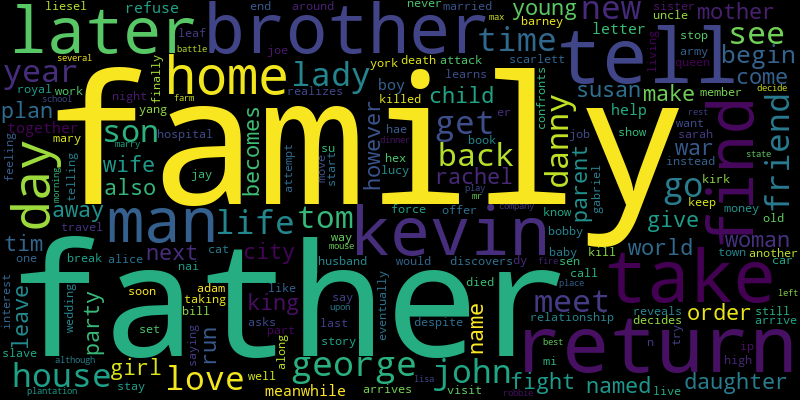 liesel refuse brother end around never married max barney young new sister uncle mother
later leaf battle joe time scarlett letter tell living stop see
several finally home lady york death attack learns army queen begin
year royal work night yang realizes boy killed child susan make member decide come
plan school farm family confronts
together mary son hospital becomes however hae er get book danny job help show want sarah war friend
feeling telling marry wife attempt move start su dinner back parent instead rest find
day also jay hex lucy rachel play mr gabriel go kirk state
morning away man life tom force offer company know give keep money old
tim travel kevin bobby world woman town another
one break alice next cat city way mouse husband would discovers dy baby fire sen kill car
father nai call place take
interest leave wedding soon adam taking king like say upon eventually died meet relationship reveals order still left
party set bill asks part last despite name decides try arrive
slave saying run along story return
although girl george john best mi n ip high
house love well meanwhile arrives lisa visit fight named live daughter
plantation stay robbie